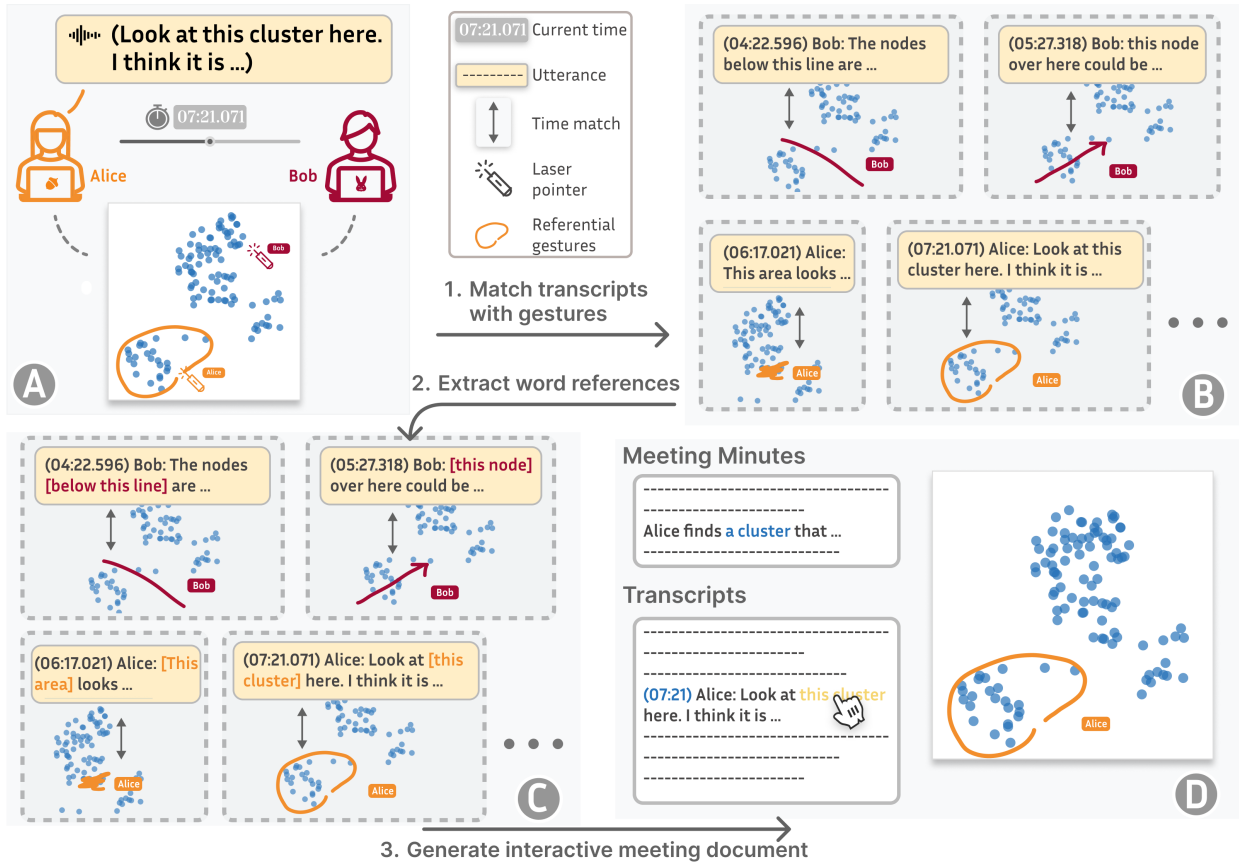 (Look at this cluster here.
I think it is ...)
07:21.071
Alice
Bob
Bob
Alice
A
07:21.071 Current time
Utterance
Time match
Laser
pointer
Referential
gestures
1. Match transcripts
with gestures
(04:22.596) Bob: The nodes
below this line are ...
Bob
(05:27.318) Bob: this node
over here could be ...
Bob
(06:17.021) Alice:
This area looks ...
Alice
(07:21.071) Alice: Look at this
cluster here. I think it is ...
Alice
B
2. Extract word references
(04:22.596) Bob: The nodes
[below this line] are ...
Bob
(05:27.318) Bob: [this node]
over here could be ...
Bob
(06:17.021) Alice: [This
area] looks ...
Alice
(07:21.071) Alice: Look at [this
cluster] here. I think it is ...
Alice
C
Meeting Minutes
Alice finds a cluster that ...
Transcripts
(07:21) Alice: Look at this cluster
here. I think it is ...
Alice
D
3. Generate interactive meeting document